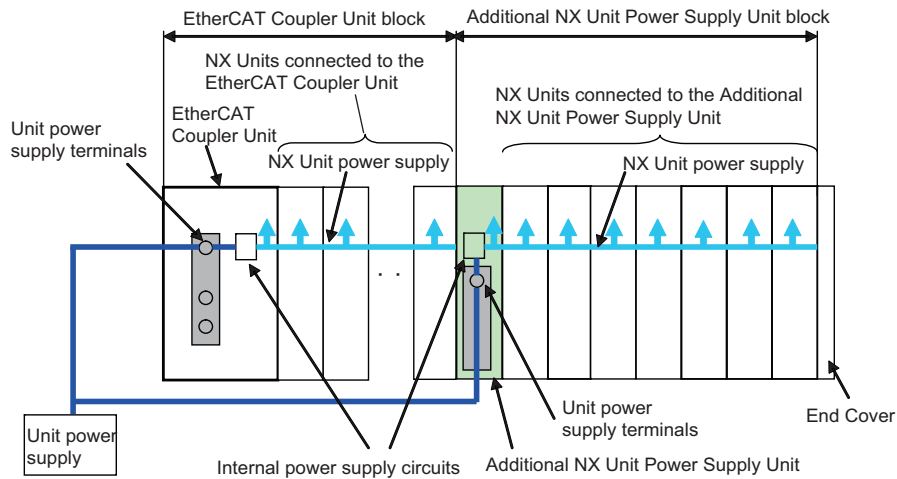 EtherCAT Coupler Unit block
Additional NX Unit Power Supply Unit block
NX Units connected to the
EtherCAT Coupler Unit
NX Units connected to the Additional
NX Unit Power Supply Unit
EtherCAT
Coupler Unit
Unit power
supply terminals
NX Unit power supply
NX Unit power supply
. .
Unit power
supply
Internal power supply circuits
Unit power
supply terminals
Additional NX Unit Power Supply Unit
End Cover